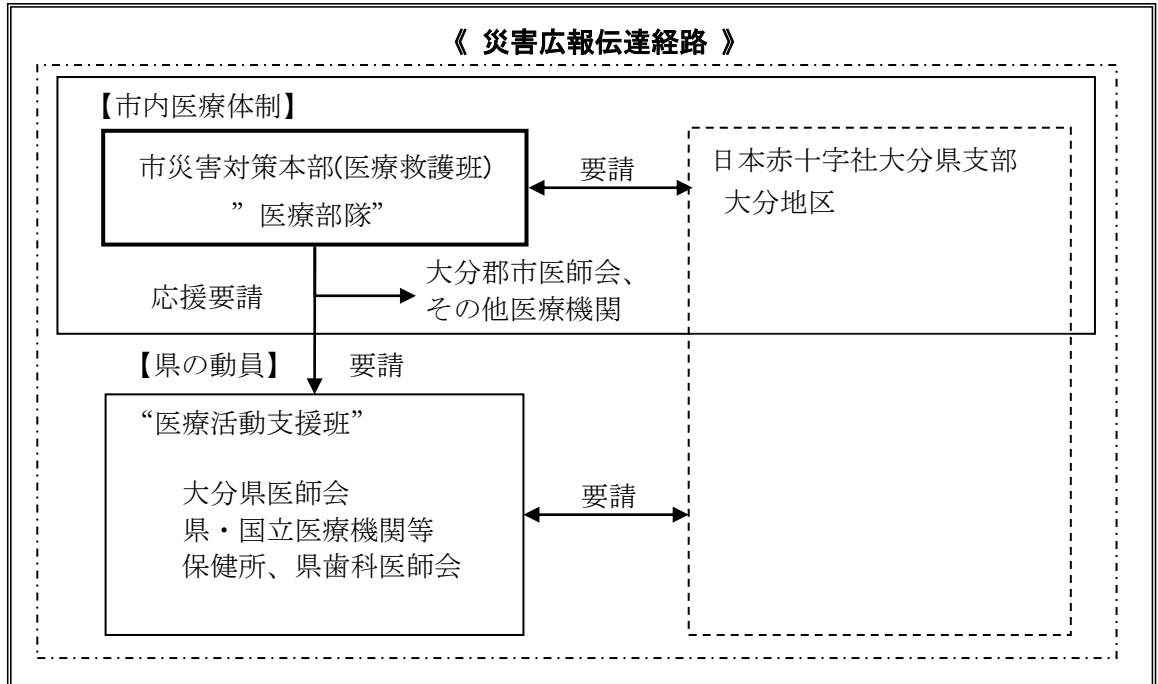 《 災害広報伝達経路 》
【市内医療体制】
市災害対策本部(医療救護班)
”医療部隊”
要請
日本赤十字社大分県支部
大分地区
応援要請
大分郡市医師会、
その他医療機関
【県の動員】
要請
“医療活動支援班”
大分県医師会
県・国立医療機関等
保健所、県歯科医師会
要請